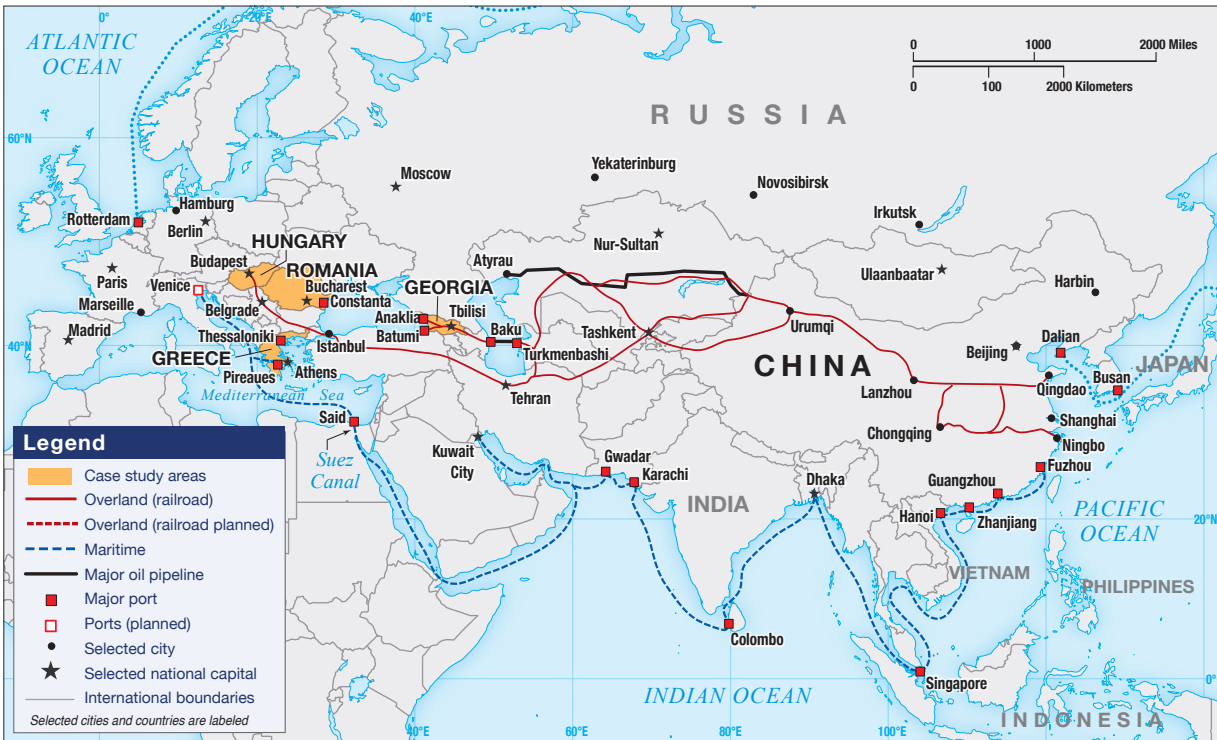 0°
20°E
40°E
ATLANTIC
OCEAN
0 1000 2000 Miles
0 100 2000 Kilometers
RUSSIA
60°N
60°N
Moscow
Yekaterinburg
Novosibirsk
Irkutsk
Hamburg
Rotterdam
Berlin
HUNGARY
Budapest
Nur-Sultan
Ulaanbaatar
Atyrau
Harbin
Paris
Venice
ROMANIA
Bucharest
Constanta
GEORGIA
Tbilisi
Marseille
Belgrade
Anaklia
Batumi
Baku
Turkmenbashi
Tashkent
Urumqi
Madrid
Thessaloniki
Istanbul
40°N
40°N
Beijing
Dalian
JAPAN
CHINA
GREECE
Pireaues
Athens
Tehran
Lanzhou
Qingdao
Busan
Mediterranean Sea
Said
Shanghai
Chongqing
Ningbo
Suez
Canal
Kuwait
City
Gwadar
Karachi
Dhaka
Fuzhou
Guangzhou
INDIA
Hanoi
Zhanjiang
PACIFIC
OCEAN
20°N
VIETNAM
PHILIPPINES
Colombo
Singapore
INDIAN OCEAN
0°
INDONESIA
40°E
60°E
80°E
100°E
120°E
Legend
Case study areas
Overland (railroad)
Overland (railroad planned)
Maritime
Major oil pipeline
Major port
Ports (planned)
Selected city
Selected national capital
International boundaries
Selected cities and countries are labeled